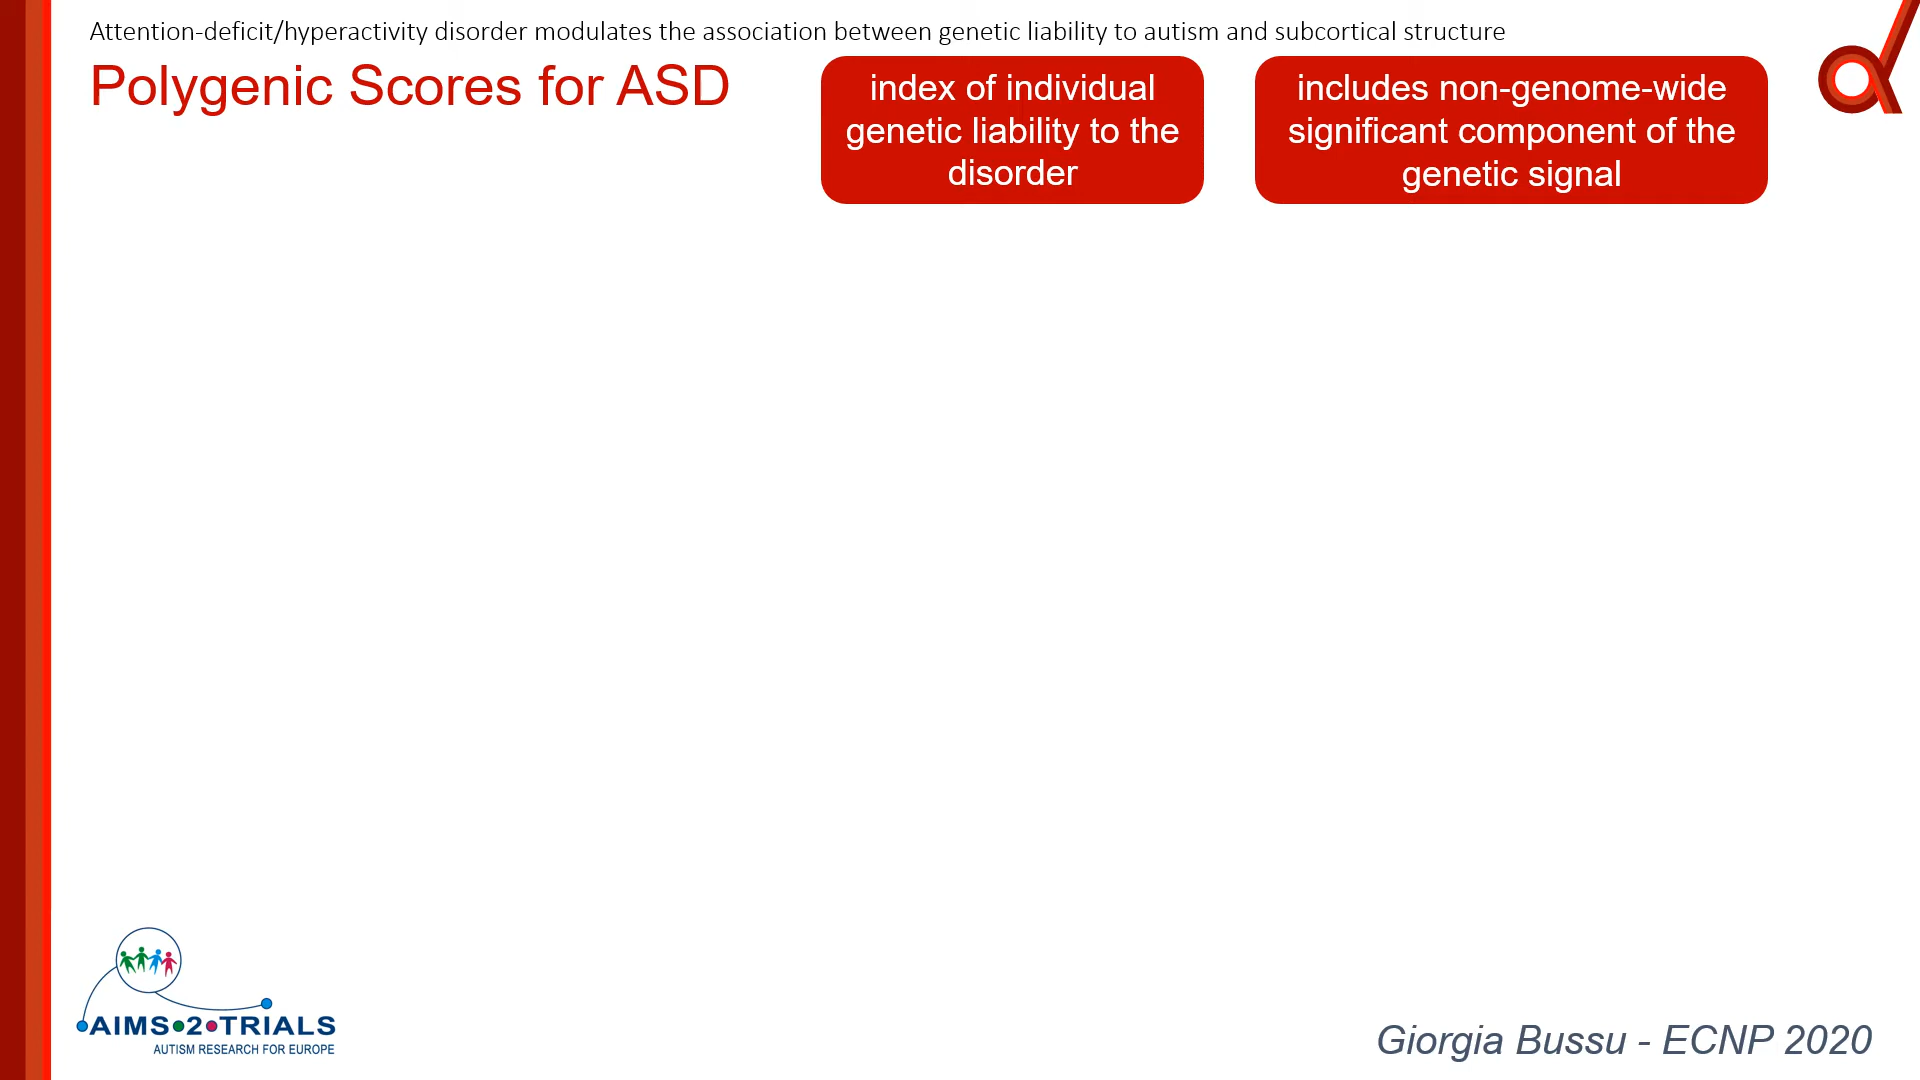 Attention-deficit/hyperactivity disorder modulates the association between genetic liability to autism and subcortical structure
Polygenic Scores for ASD
index of individual
genetic liability to the
disorder
includes non-genome-wide
significant component of the
genetic signal
AIMS•2•TRIALS
AUTISM RESEARCH FOR EUROPE
Giorgia Bussu - ECNP 2020